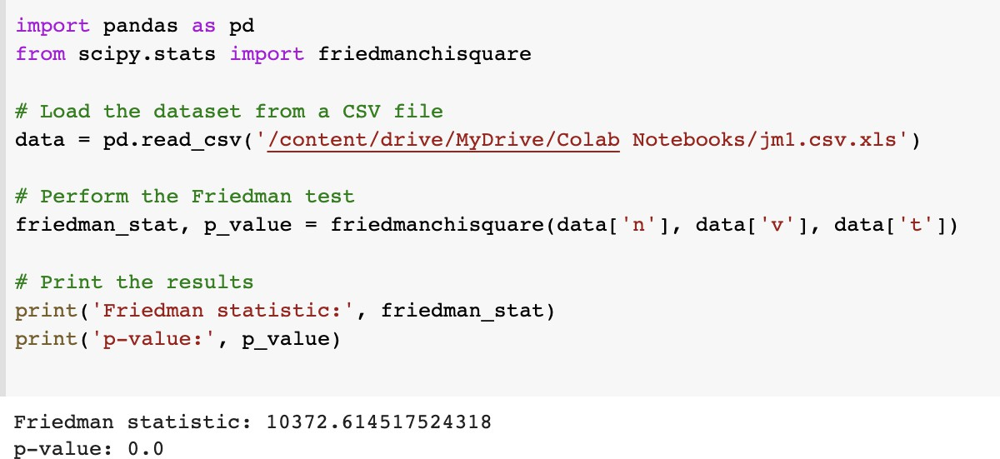 import pandas as pd
from scipy.stats import friedmanchisquare
# Load the dataset from a CSV file
data = pd.read_csv('/content/drive/MyDrive/Colab Notebooks/jm1.csv.xls')
# Perform the Friedman test
friedman_stat, p_value = friedmanchisquare(data['n'], data['v'], data['t'])
# Print the results
print('Friedman statistic:', friedman_stat)
print('p-value:', p_value)
Friedman statistic: 10372.614517524318
p-value: 0.0